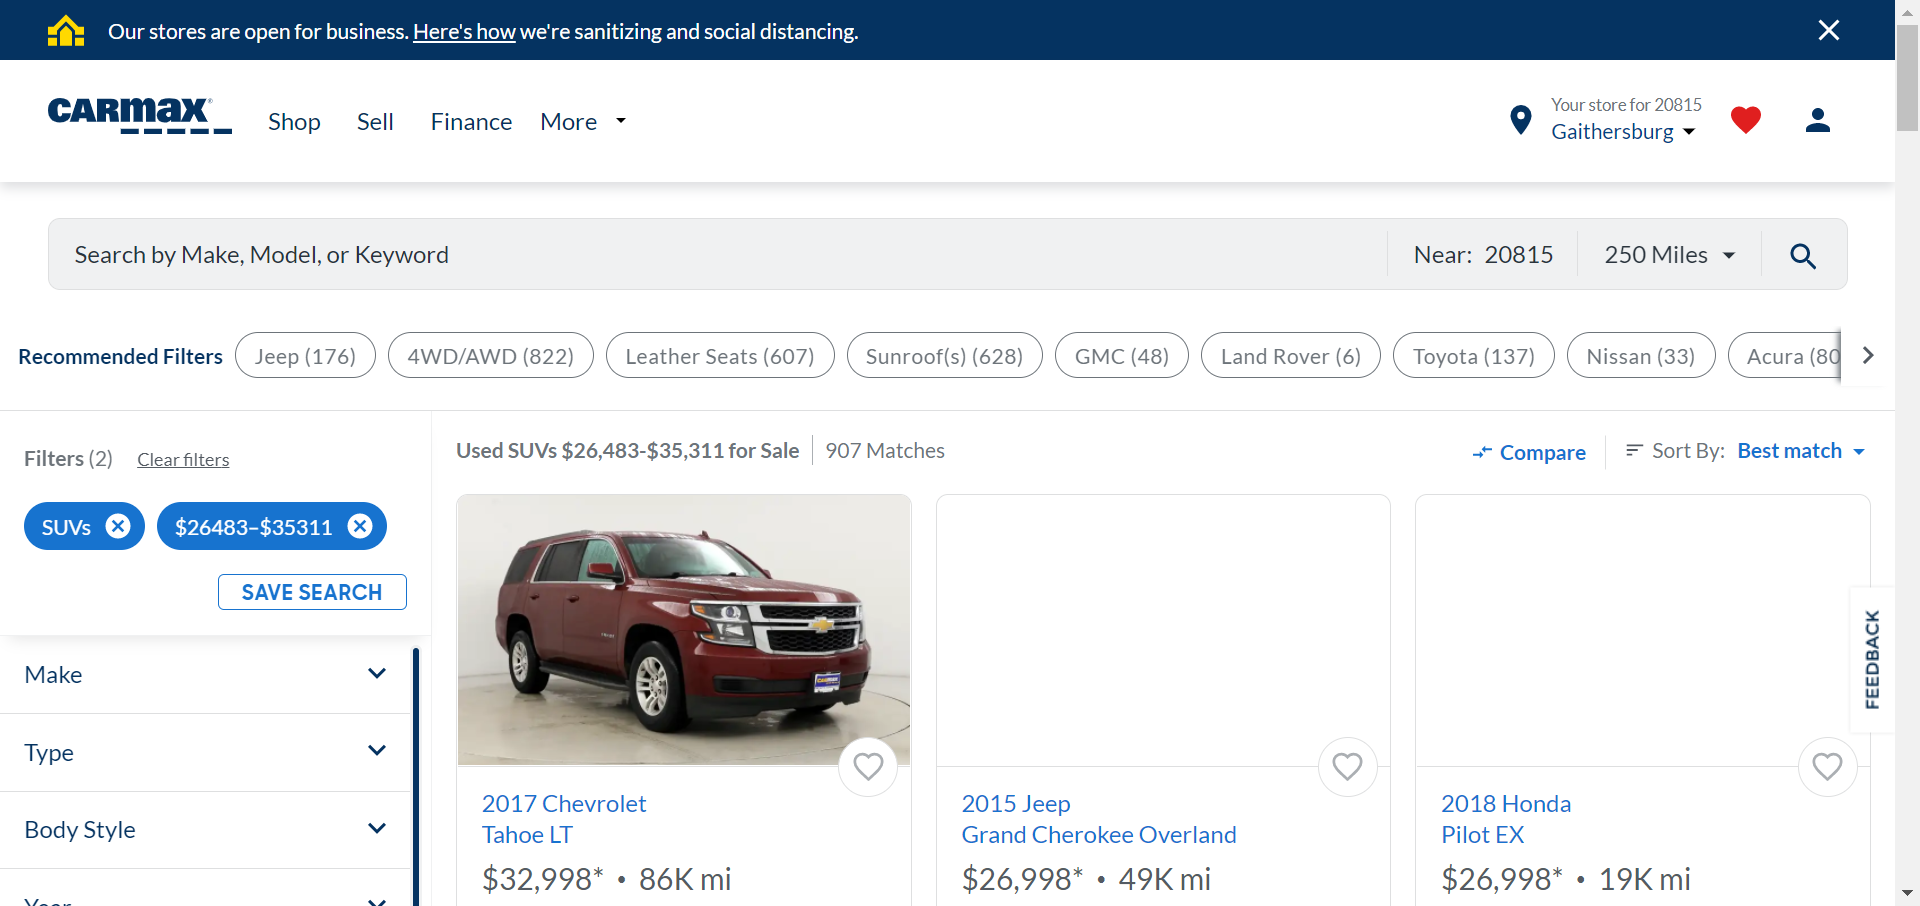 Our stores are open for business. Here's how we're sanitizing and social distancing.
CARMAX
Shop
Sell
Finance
More
Your store for 20815
Gaithersburg
Search by Make, Model, or Keyword
Near: 20815
250 Miles
Recommended Filters
Jeep (176)
4WD/AWD (822)
Leather Seats (607)
Sunroof(s) (628)
GMC (48)
Land Rover (6)
Toyota (137)
Nissan (33)
Acura (80
Filters (2)
Clear filters
Used SUVs $26,483-$35,311 for Sale
907 Matches
Compare
Sort By: Best match
SUVs
$26483–$35311
SAVE SEARCH
Make
Type
Body Style
Year
FEEDBACK
2017 Chevrolet
Tahoe LT
$32,998* • 86K mi
2015 Jeep
Grand Cherokee Overland
$26,998* • 49K mi
2018 Honda
Pilot EX
$26,998* • 19K mi